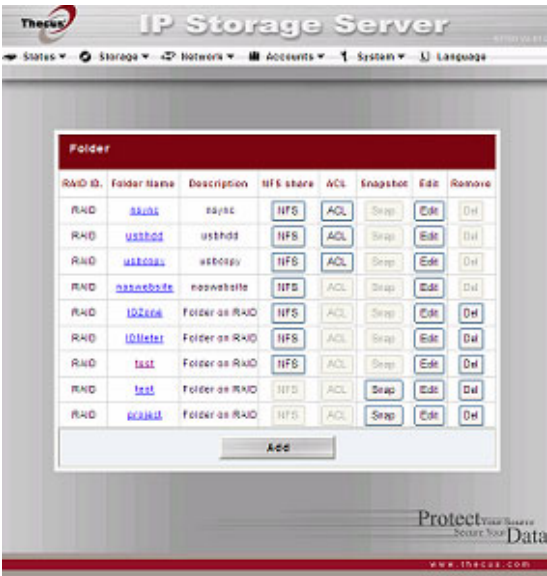 Thecus IP Storage Server
Status Storage Network Accounts System Language
Folder
RAID ID. Folder Name Description NFS share ACL Snapshot Edit Remove
RAID nsync nsync NFS ACL Snap Edit Del
RAID usbhdd usbhdd NFS ACL Snap Edit Del
RAID usbcopy usbcopy NFS ACL Snap Edit Del
RAID naswebsite naswebsite NFS ACL Snap Edit Del
RAID IOZone Folder on RAID NFS ACL Snap Edit Del
RAID IOMeter Folder on RAID NFS ACL Snap Edit Del
RAID test Folder on RAID NFS ACL Snap Edit Del
RAID test Folder on RAID NFS ACL Snap Edit Del
RAID project Folder on RAID NFS ACL Snap Edit Del
Add
Protect Your Source
Secure Your Data
www.thecus.com